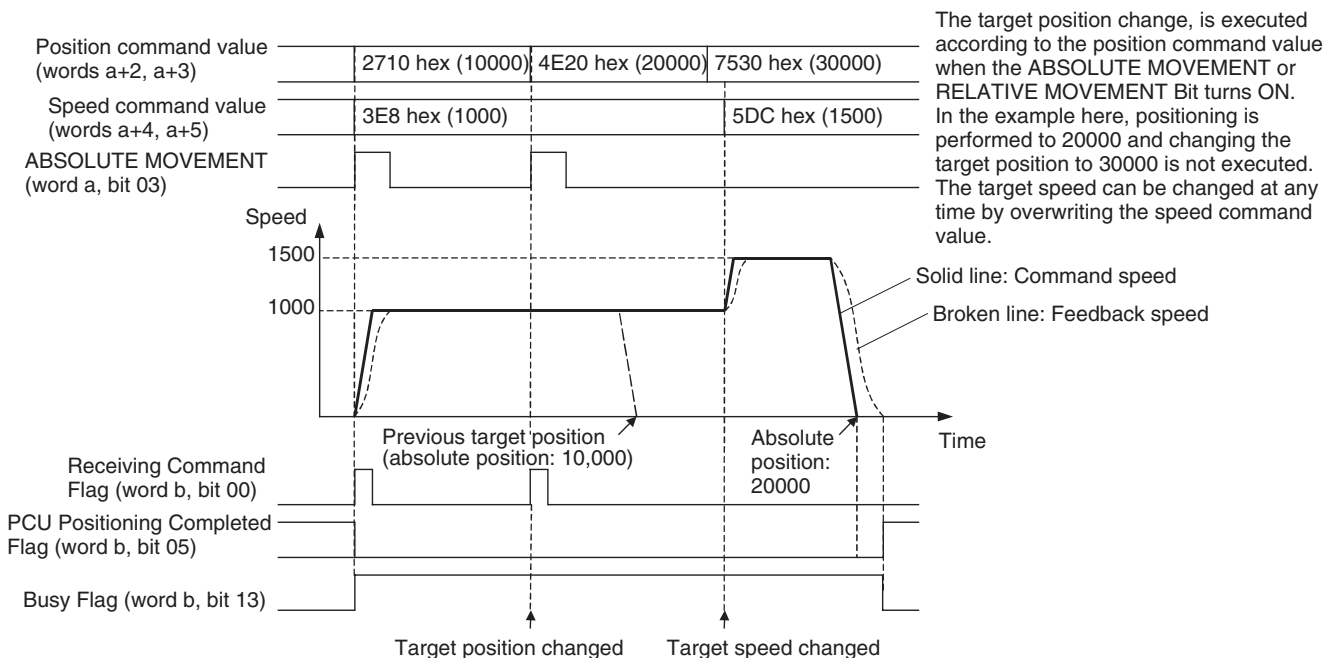 Position command value
(words a+2, a+3)
2710 hex (10000)
4E20 hex (20000)
7530 hex (30000)
Speed command value
(words a+4, a+5)
3E8 hex (1000)
5DC hex (1500)
ABSOLUTE MOVEMENT
(word a, bit 03)
The target position change, is executed
according to the position command value
when the ABSOLUTE MOVEMENT or
RELATIVE MOVEMENT Bit turns ON.
In the example here, positioning is
performed to 20000 and changing the
target position to 30000 is not executed.
The target speed can be changed at any
time by overwriting the speed command
value.
Speed
1500
1000
Solid line: Command speed
Broken line: Feedback speed
Time
Previous target position
(absolute position: 10,000)
Absolute
position:
20000
Receiving Command
Flag (word b, bit 00)
PCU Positioning Completed
Flag (word b, bit 05)
Busy Flag (word b, bit 13)
Target position changed
Target speed changed